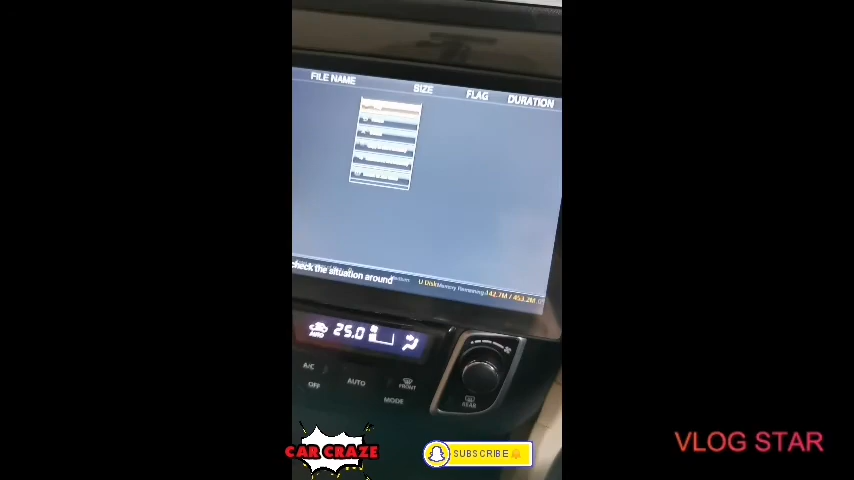 FILE NAME SIZE FLAG DURATION
check the situation around
U Disk Memory Remaining: 142.7M / 453.2M
25.0
AUTO
A/C
OFF
AUTO
FRONT
MODE
REAR
CAR CRAZE
SUBSCRIBE
VLOG STAR